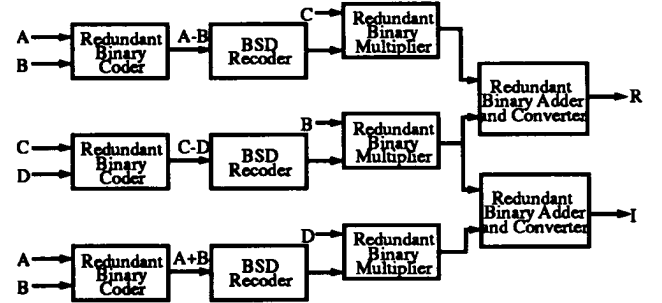 A
B
Redundant
Binary
Coder
A-B
BSD
Recoder
C
Redundant
Binary
Multiplier
Redundant
Binary Adder
and Converter
R
C
D
Redundant
Binary
Coder
C-D
BSD
Recoder
B
Redundant
Binary
Multiplier
Redundant
Binary Adder
and Converter
I
A
B
Redundant
Binary
Coder
A+B
BSD
Recoder
D
Redundant
Binary
Multiplier